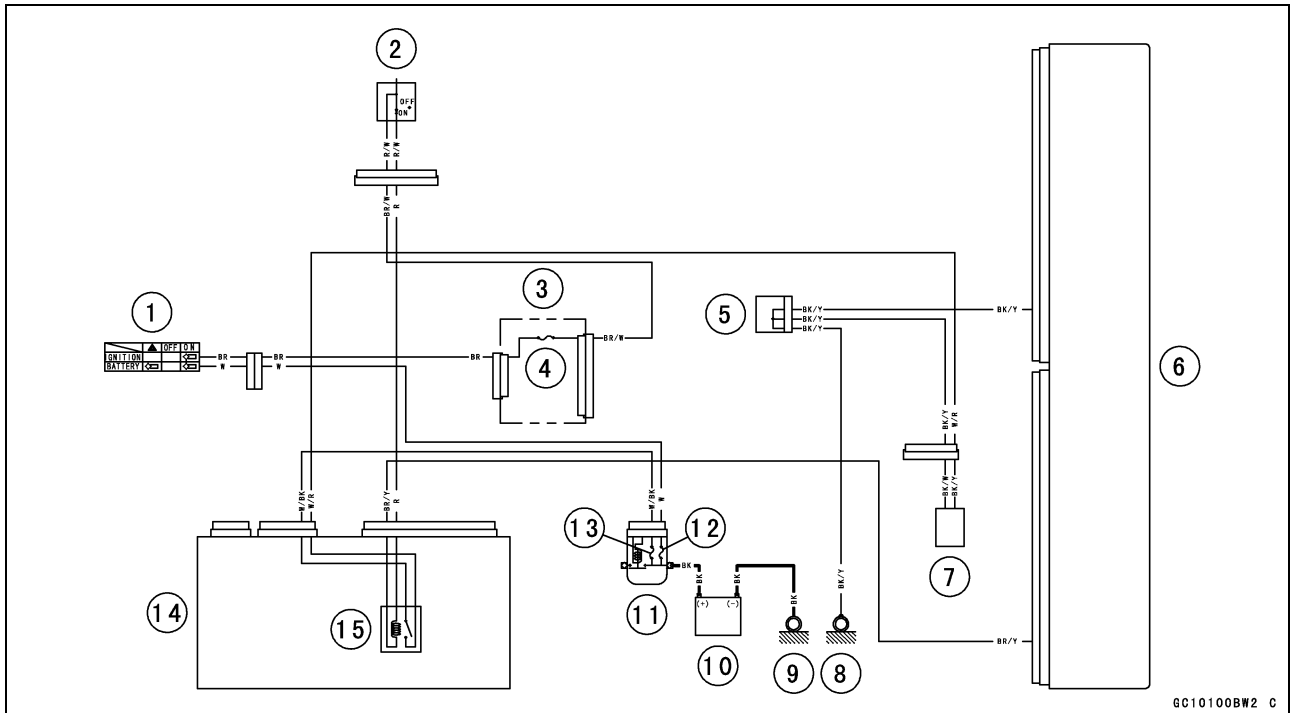 2
OFF
ON
R/W
R/W
BR/W
R
3
1
OFF
ON
IGNITION
BATTERY
BR
W
BR
W
BR
4
BR/W
5
BK/Y
BK/Y
BK/Y
BK/Y
6
BK/Y
W/R
BK/W
BK/Y
7
W/BK
W/R
BR/Y
R
W/BK
W
13
12
BK
BK
BK
(+)
(-)
BK
BK/Y
BR/Y
14
15
11
10
9
8
GC10100BW2 C